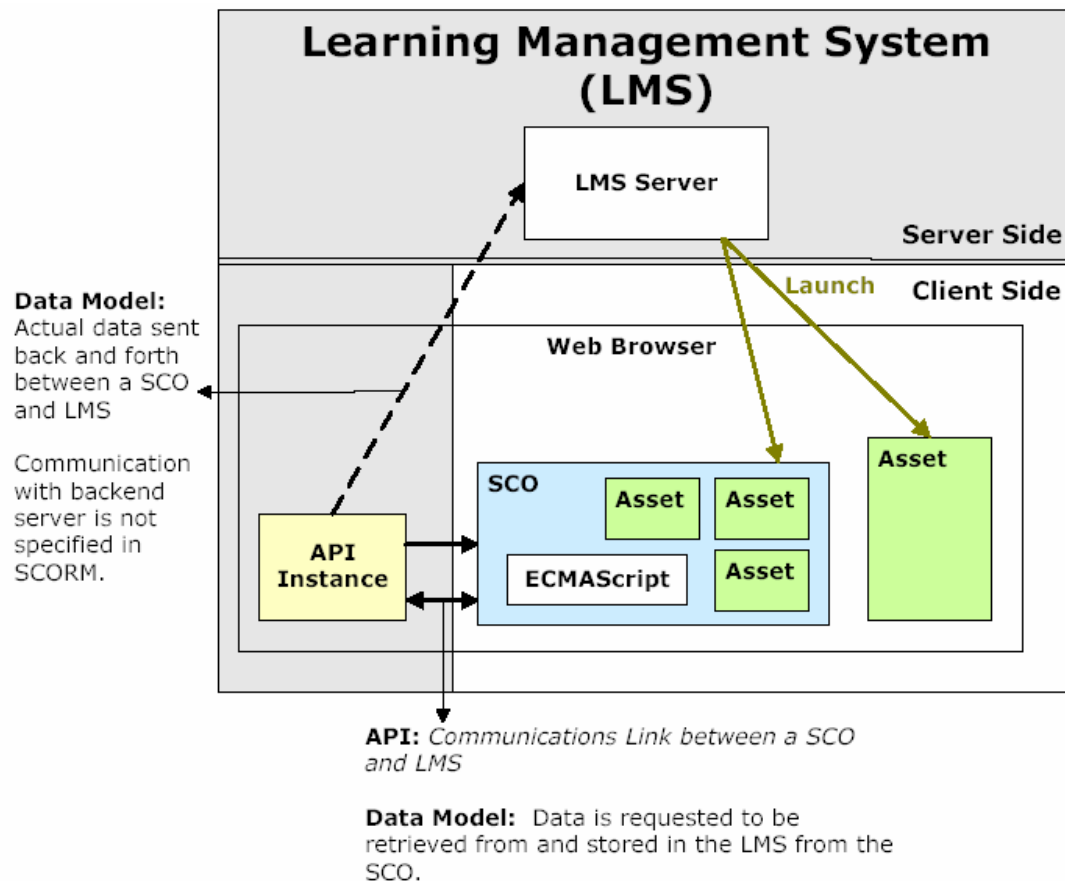 Learning Management System
(LMS)
LMS Server
Server Side
Launch
Client Side
Data Model:
Actual data sent
back and forth
between a SCO
and LMS
Communication
with backend
server is not
specified in
SCORM.
Web Browser
Asset
SCO
Asset
Asset
API
Instance
ECMAScript
Asset
API: Communications Link between a SCO
and LMS
Data Model: Data is requested to be
retrieved from and stored in the LMS from the
SCO.